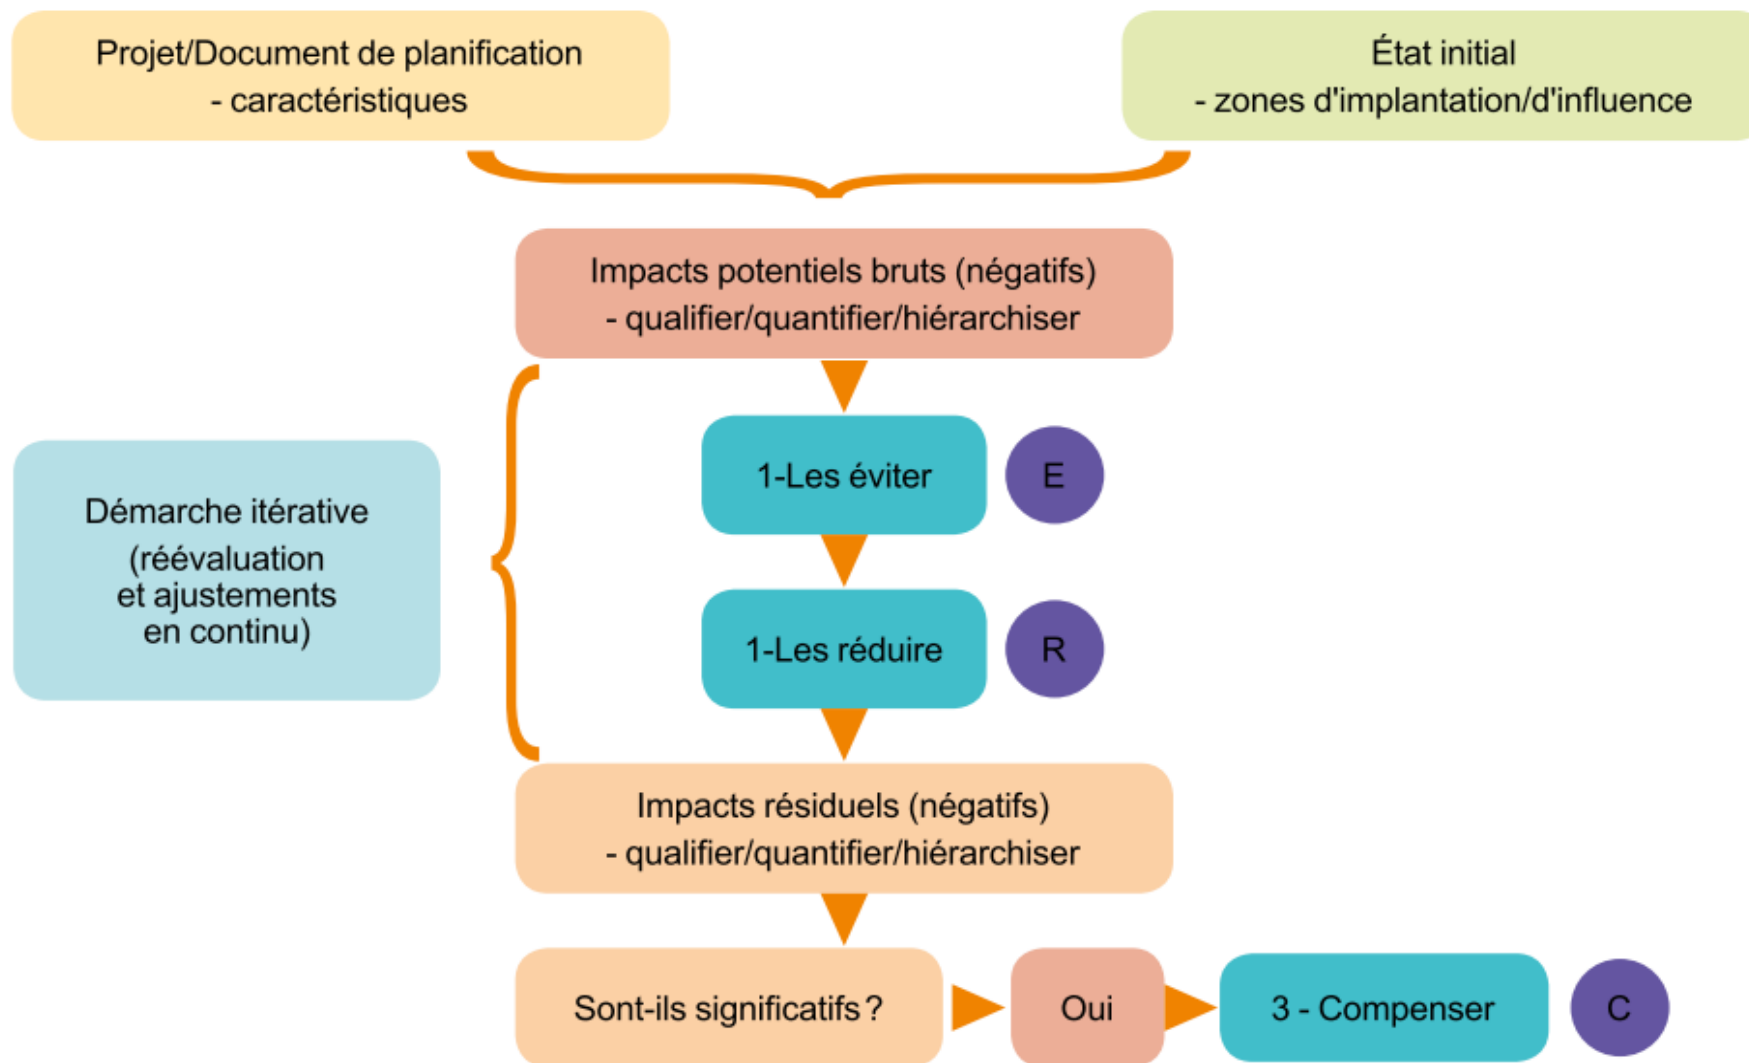 Projet/Document de planification
- caractéristiques
État initial
- zones d'implantation/d'influence
Impacts potentiels bruts (négatifs)
- qualifier/quantifier/hiérarchiser
1-Les éviter
E
Démarche itérative
(réévaluation
et ajustements
en continu)
1-Les réduire
R
Impacts résiduels (négatifs)
- qualifier/quantifier/hiérarchiser
Sont-ils significatifs ?
Oui
3 - Compenser
C